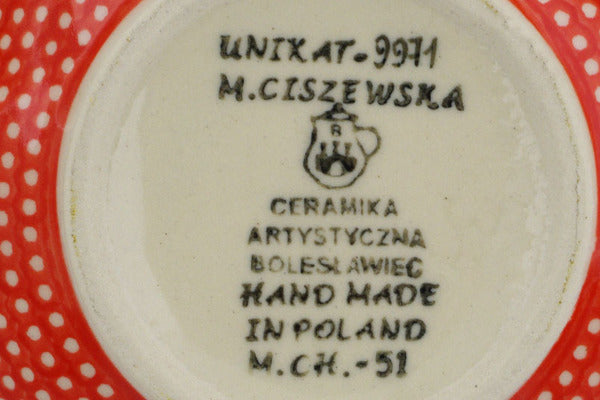 UNIKAT-9971
M.CISZEWSKA
B
CERAMIKA
ARTYSTYCZNA
BOLESŁAWIEC
HAND MADE
IN POLAND
M.CH.-51